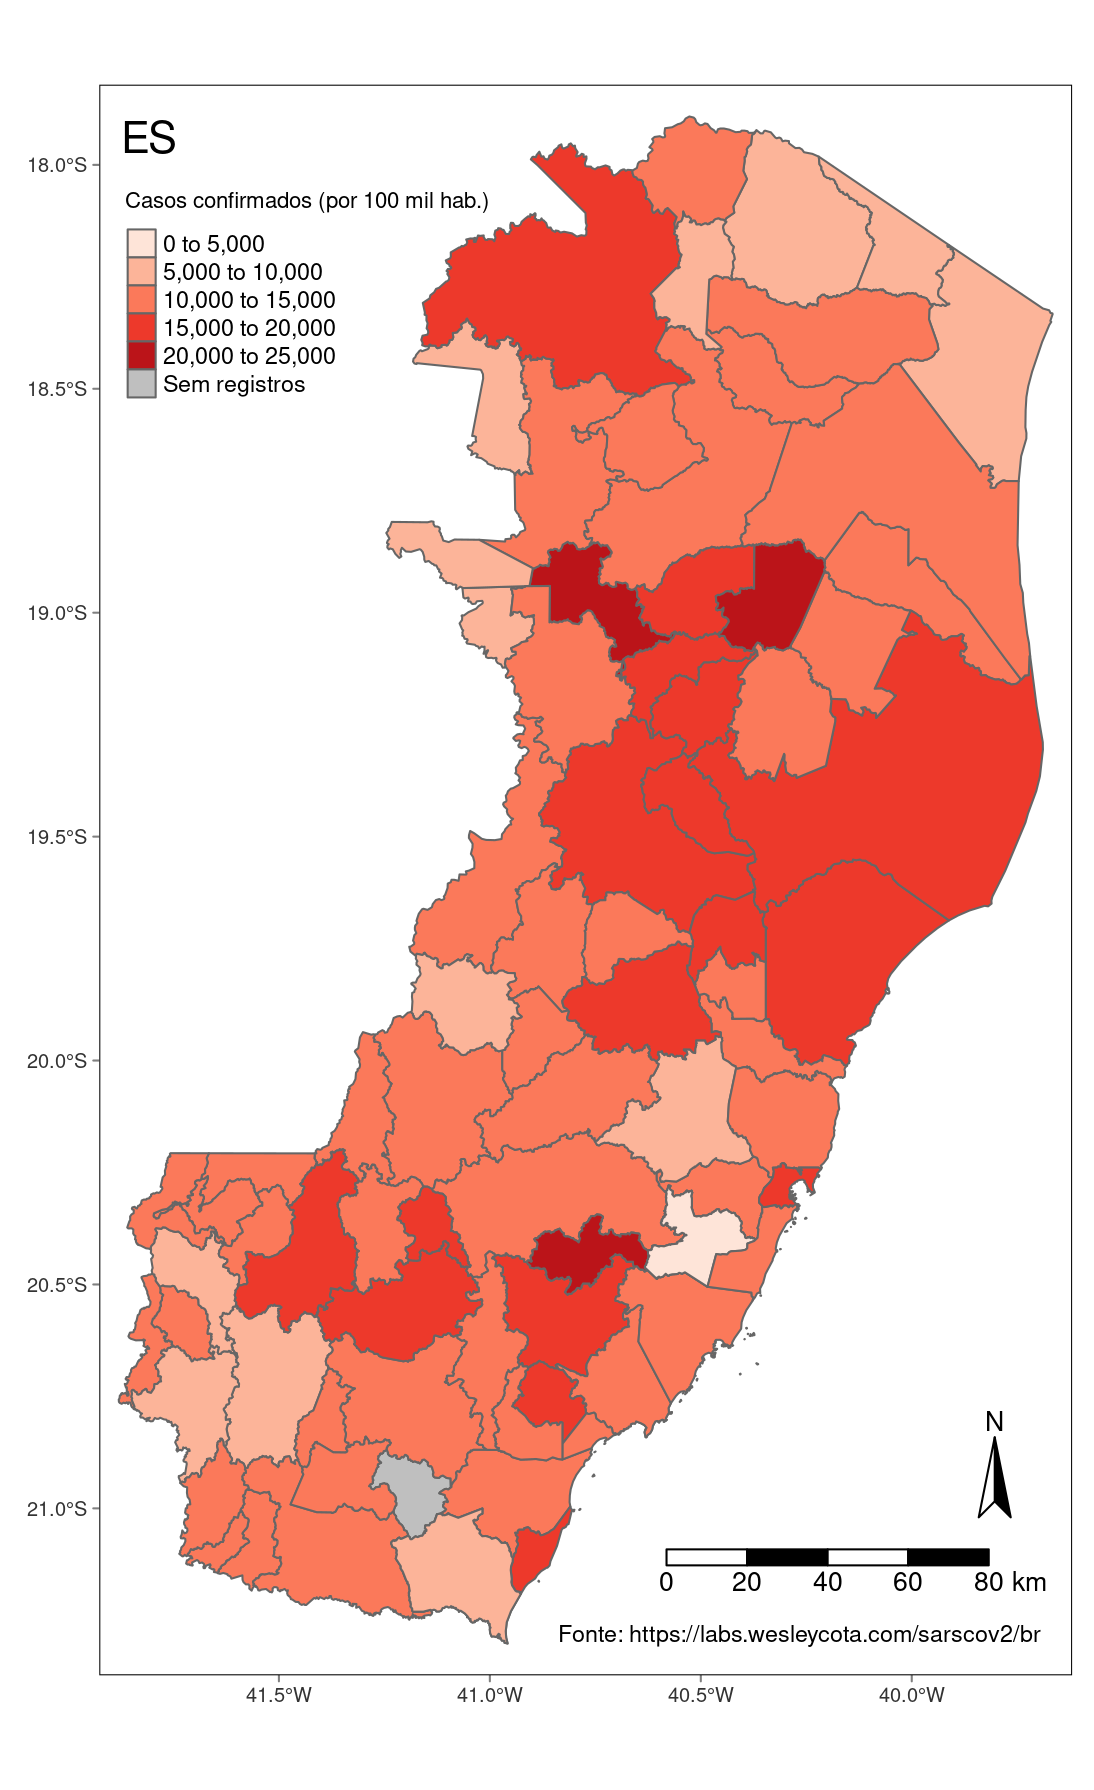 ES
Casos confirmados (por 100 mil hab.)
0 to 5,000
5,000 to 10,000
10,000 to 15,000
15,000 to 20,000
20,000 to 25,000
Sem registros
18.0°S
18.5°S
19.0°S
19.5°S
20.0°S
20.5°S
21.0°S
N
0 20 40 60 80 km
Fonte: https://labs.wesleycota.com/sarscov2/br
41.5°W 41.0°W 40.5°W 40.0°W